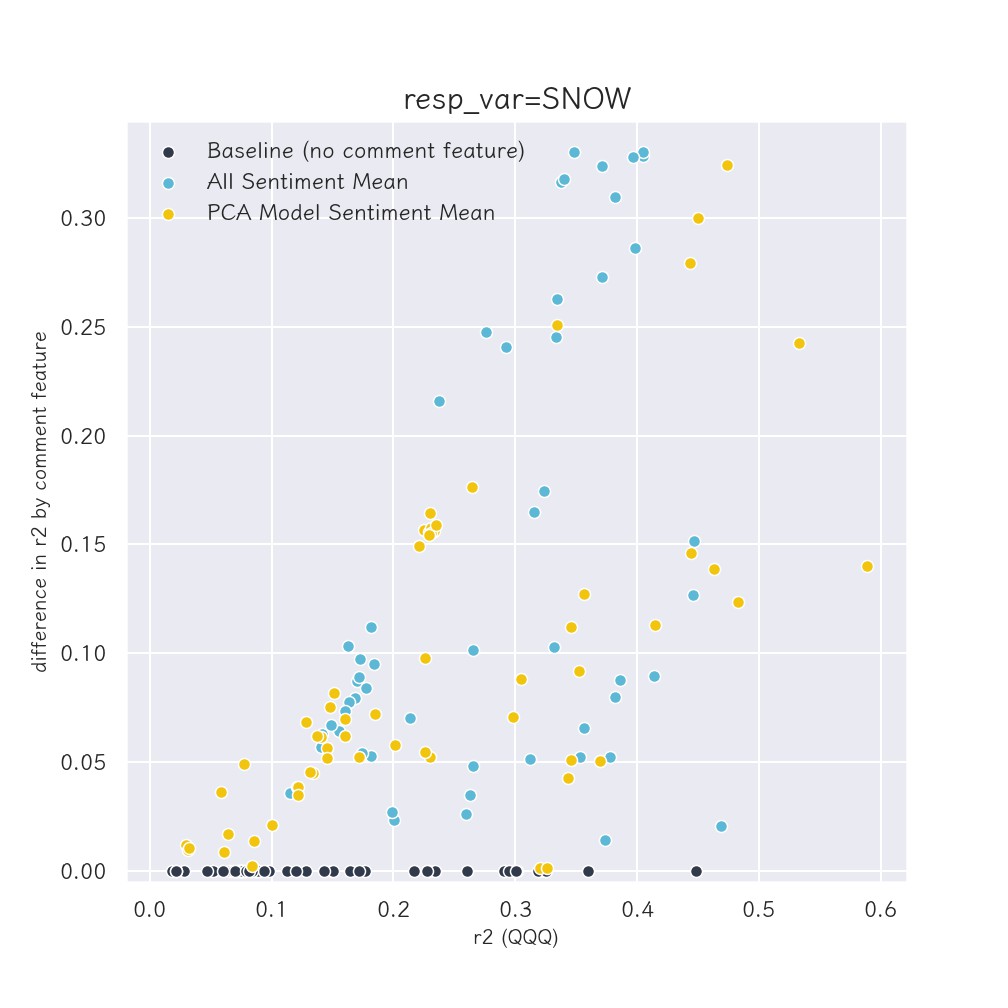 resp_var=SNOW
Baseline (no comment feature)
All Sentiment Mean
PCA Model Sentiment Mean
difference in r2 by comment feature
0.30
0.25
0.20
0.15
0.10
0.05
0.00
0.0 0.1 0.2 0.3 0.4 0.5 0.6
r2 (QQQ)